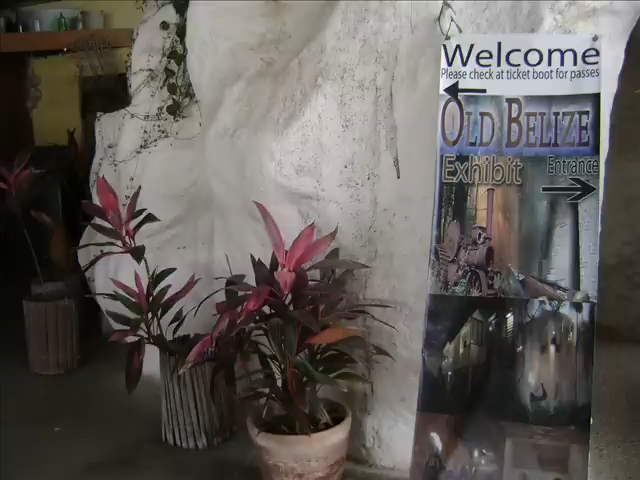 Welcome
Please check at ticket boot for passes
OLD BELIZE
Exhibit
Entrance